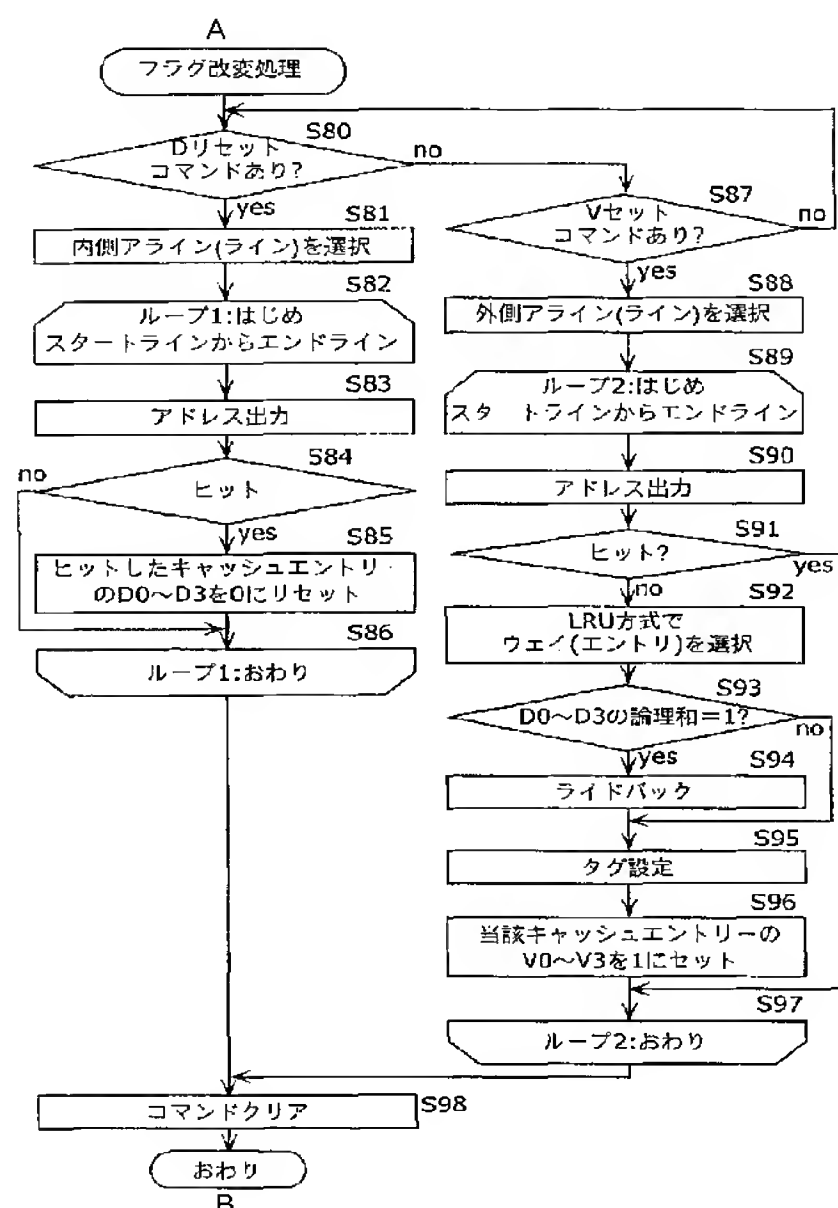 A
フラグ改変処理
S80
Dリセット
コマンドあり?
no
yes
S81
内側アライン(ライン)を選択
S82
ループ1:はじめ
スタートラインからエンドライン
S83
アドレス出力
S84
ヒット
no
yes
S85
ヒットしたキャッシュエントリー
のD0～D3を0にリセット
S86
ループ1:おわり
S87
Vセット
コマンドあり?
no
yes
S88
外側アライン(ライン)を選択
S89
ループ2:はじめ
スタートラインからエンドライン
S90
アドレス出力
S91
ヒット?
yes
no
S92
LRU方式で
ウェイ(エントリ)を選択
S93
D0～D3の論理和=1?
no
yes
S94
ライドバック
S95
タグ設定
S96
当該キャッシュエントリーの
V0～V3を1にセット
S97
ループ2:おわり
コマンドクリア
S98
おわり
B